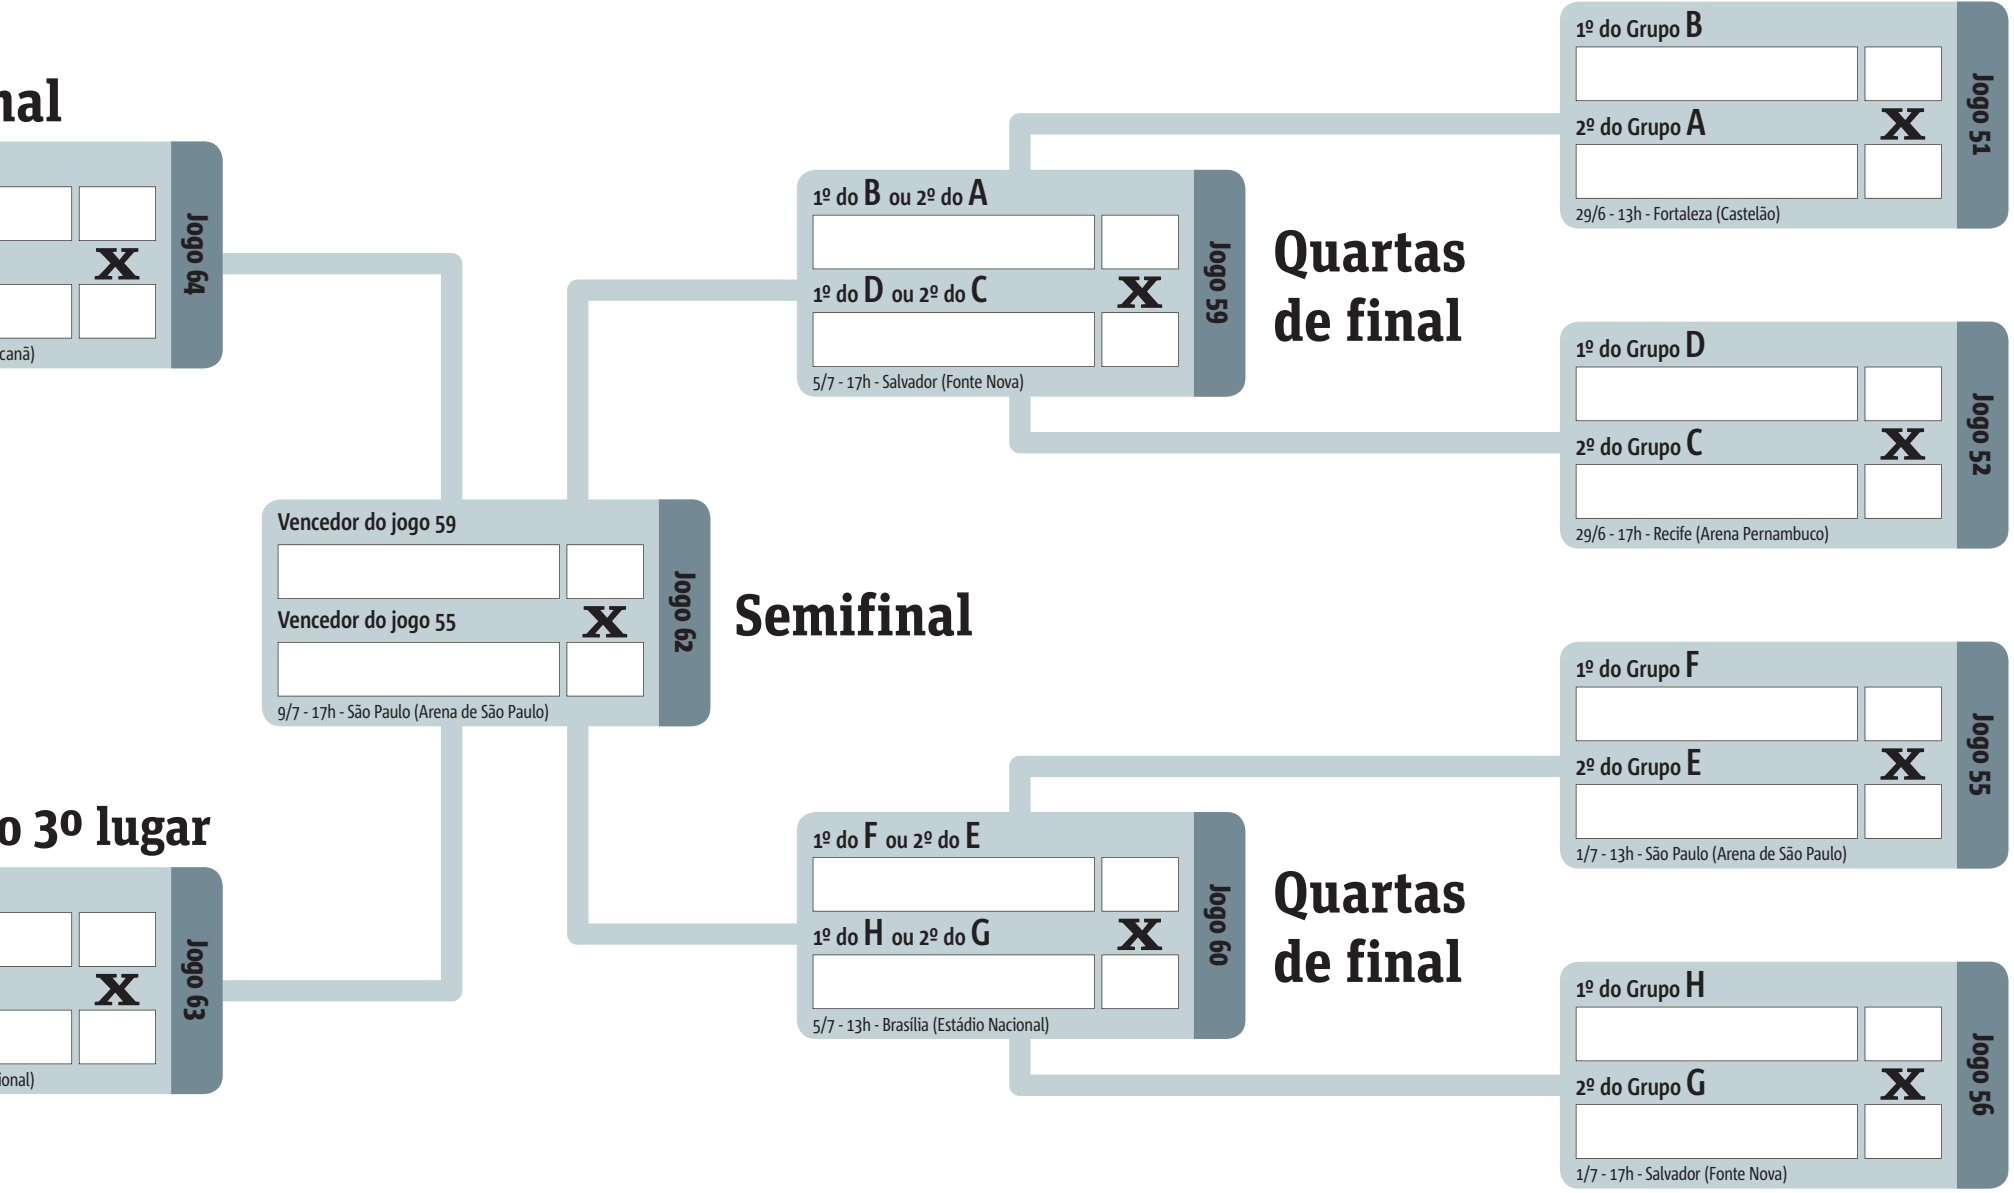 nal
X
Jogo 64
canã)
o 3º lugar
X
Jogo 63
ional)
Vencedor do jogo 59
Vencedor do jogo 55
X
9/7 - 17h - São Paulo (Arena de São Paulo)
Jogo 62
Semifinal
1º do B ou 2º do A
1º do D ou 2º do C
X
5/7 - 17h - Salvador (Fonte Nova)
Jogo 59
Quartas
de final
1º do F ou 2º do E
1º do H ou 2º do G
X
5/7 - 13h - Brasília (Estádio Nacional)
Jogo 60
Quartas
de final
1º do Grupo B
2º do Grupo A
X
29/6 - 13h - Fortaleza (Castelão)
Jogo 51
1º do Grupo D
2º do Grupo C
X
29/6 - 17h - Recife (Arena Pernambuco)
Jogo 52
1º do Grupo F
2º do Grupo E
X
1/7 - 13h - São Paulo (Arena de São Paulo)
Jogo 55
1º do Grupo H
2º do Grupo G
X
1/7 - 17h - Salvador (Fonte Nova)
Jogo 56